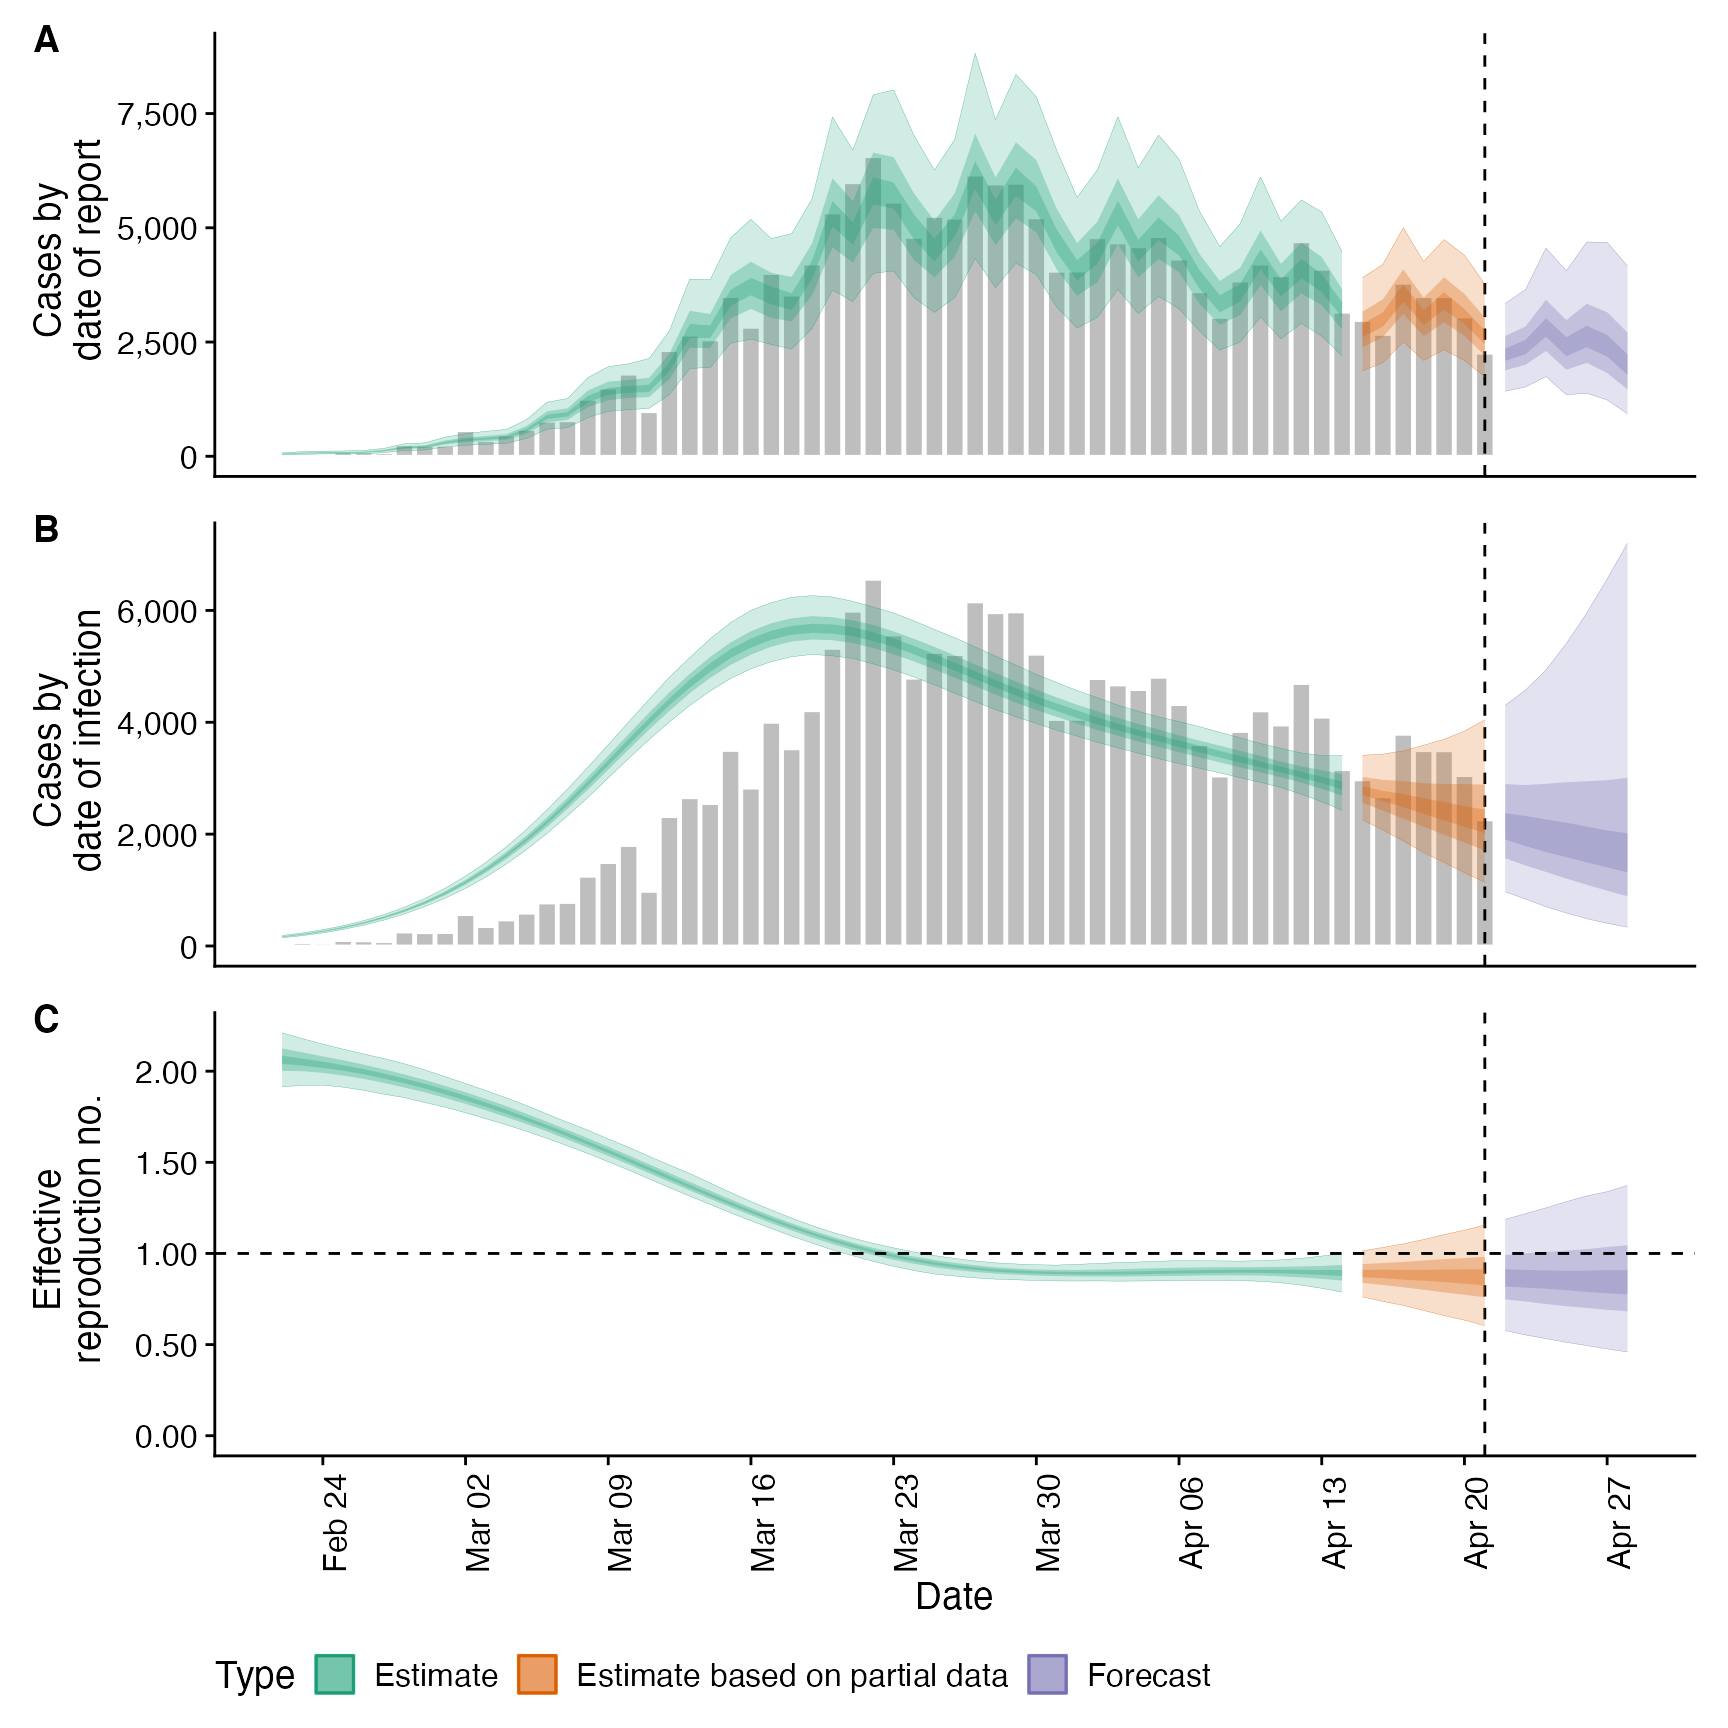 A
Cases by
date of report
7,500
5,000
2,500
0
B
Cases by
date of infection
6,000
4,000
2,000
0
C
Effective
reproduction no.
2.00
1.50
1.00
0.50
0.00
Feb 24
Mar 02
Mar 09
Mar 16
Mar 23
Mar 30
Apr 06
Apr 13
Apr 20
Apr 27
Date
Type Estimate Estimate based on partial data Forecast